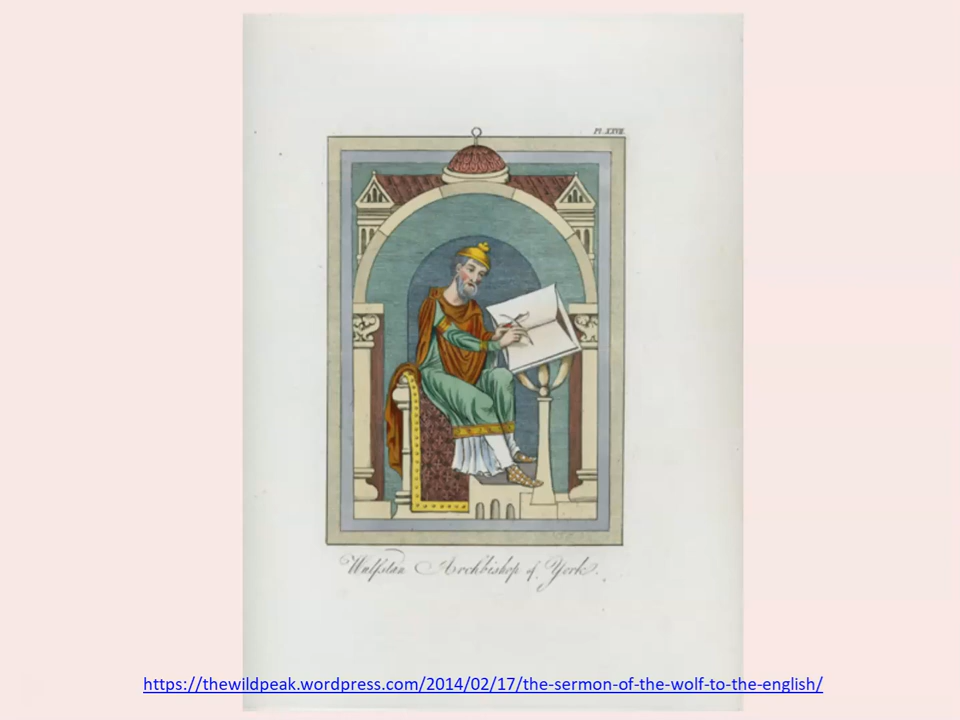 Pl. XXVII.
Wulfstan Archbishop of York.
https://thewildpeak.wordpress.com/2014/02/17/the-sermon-of-the-wolf-to-the-english/